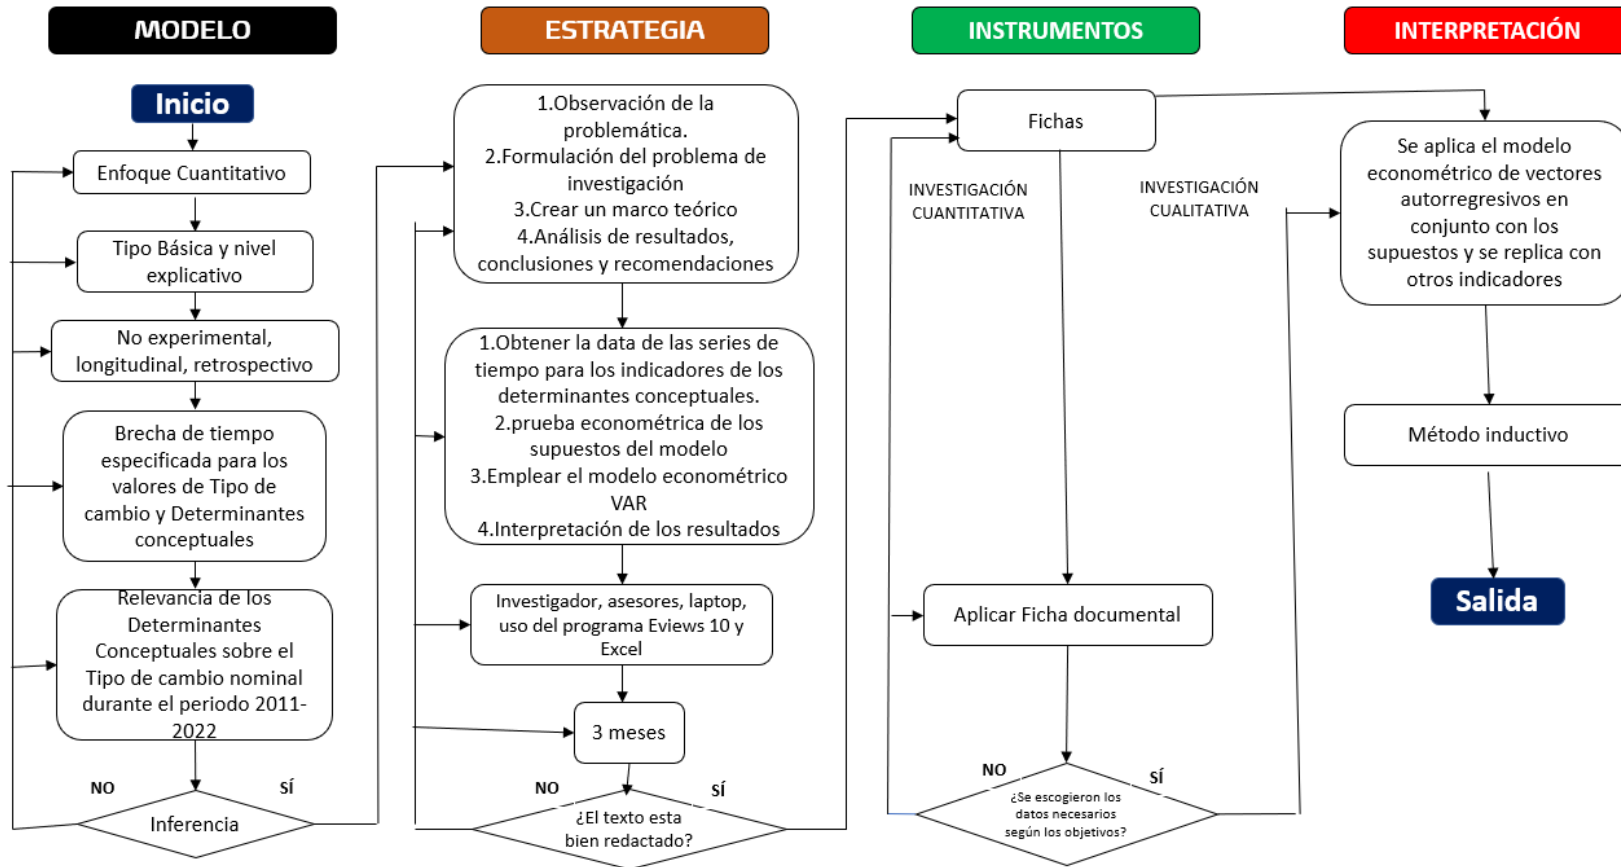 MODELO
Inicio
Enfoque Cuantitativo
Tipo Básica y nivel
explicativo
No experimental,
longitudinal, retrospectivo
Brecha de tiempo
especificada para los
valores de Tipo de
cambio y Determinantes
conceptuales
Relevancia de los
Determinantes
Conceptuales sobre el
Tipo de cambio nominal
durante el periodo 2011-
2022
NO
SÍ
Inferencia
ESTRATEGIA
1.Observación de la
problemática.
2.Formulación del problema de
investigación
3.Crear un marco teórico
4.Análisis de resultados,
conclusiones y recomendaciones
1.Obtener la data de las series de
tiempo para los indicadores de los
determinantes conceptuales.
2.prueba econométrica de los
supuestos del modelo
3.Emplear el modelo econométrico
VAR
4.Interpretación de los resultados
Investigador, asesores, laptop,
uso del programa Eviews 10 y
Excel
3 meses
NO
SÍ
¿El texto esta
bien redactado?
INSTRUMENTOS
Fichas
INVESTIGACIÓN
CUANTITATIVA
INVESTIGACIÓN
CUALITATIVA
Aplicar Ficha documental
NO
SÍ
¿Se escogieron los
datos necesarios
según los objetivos?
INTERPRETACIÓN
Se aplica el modelo
econométrico de vectores
autorregresivos en
conjunto con los
supuestos y se replica con
otros indicadores
Método inductivo
Salida